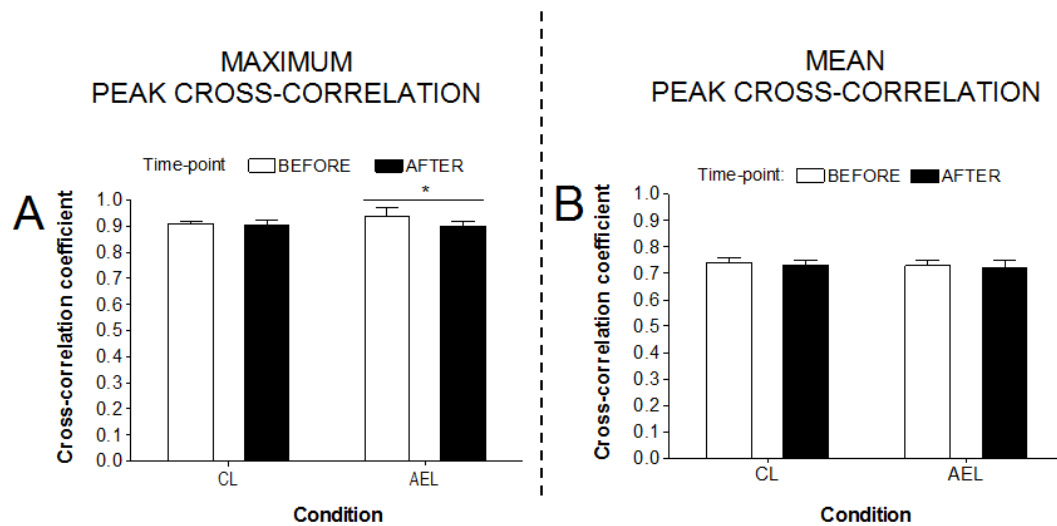 MAXIMUM
PEAK CROSS-CORRELATION
Time-point BEFORE AFTER
A
*
Cross-correlation coefficient
1.0
0.9
0.8
0.7
0.6
0.5
0.4
0.3
0.2
0.1
0.0
CL AEL
Condition
MEAN
PEAK CROSS-CORRELATION
Time-point: BEFORE AFTER
B
Cross-correlation coefficient
1.0
0.9
0.8
0.7
0.6
0.5
0.4
0.3
0.2
0.1
0.0
CL AEL
Condition